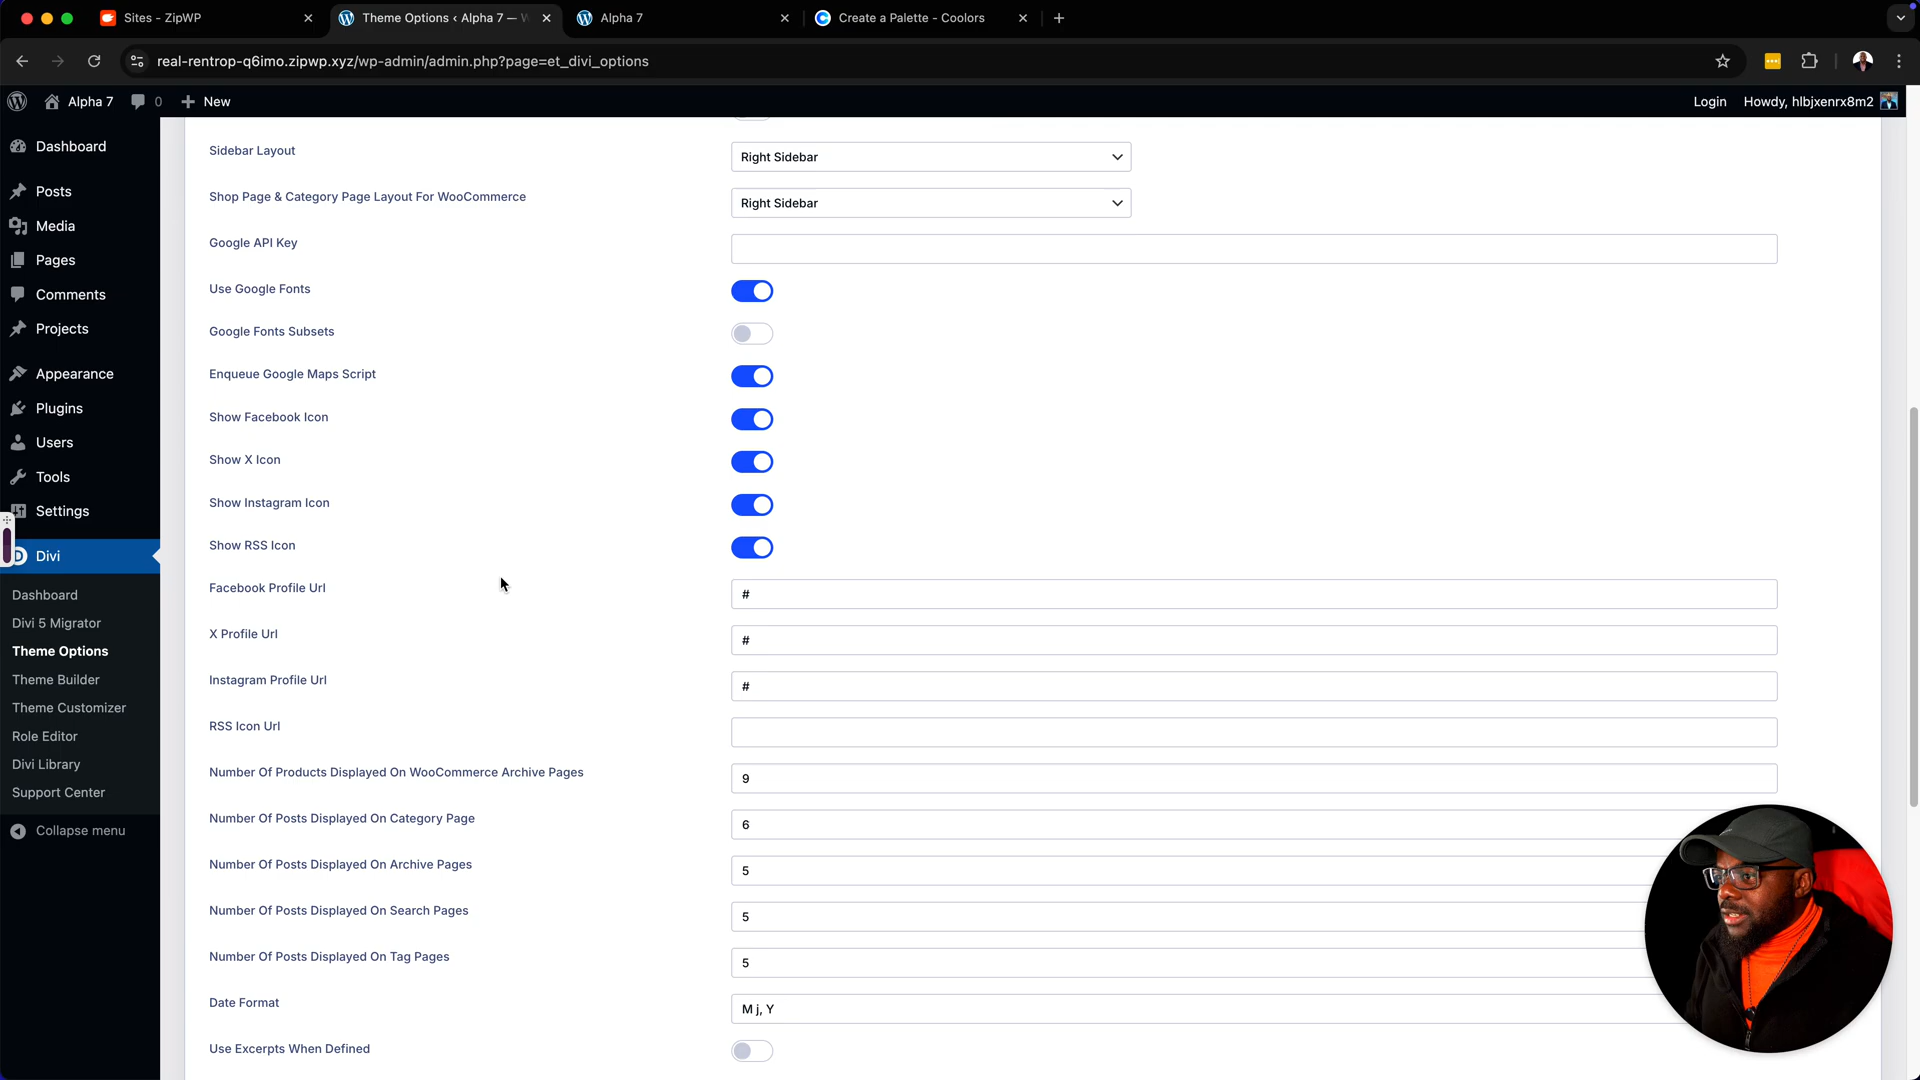 Sites - ZipWP
Theme Options ‹ Alpha 7 —
Alpha 7
Create a Palette - Coolors
real-rentrop-q6imo.zipwp.xyz/wp-admin/admin.php?page=et_divi_options
Alpha 7
0
New
Login
Howdy, hlbjxenrx8m2
Dashboard
Posts
Media
Pages
Comments
Projects
Appearance
Plugins
Users
Tools
Settings
Divi
Dashboard
Divi 5 Migrator
Theme Options
Theme Builder
Theme Customizer
Role Editor
Divi Library
Support Center
Collapse menu
Sidebar Layout
Right Sidebar
Shop Page & Category Page Layout For WooCommerce
Right Sidebar
Google API Key
Use Google Fonts
Google Fonts Subsets
Enqueue Google Maps Script
Show Facebook Icon
Show X Icon
Show Instagram Icon
Show RSS Icon
Facebook Profile Url
#
X Profile Url
#
Instagram Profile Url
#
RSS Icon Url
Number Of Products Displayed On WooCommerce Archive Pages
9
Number Of Posts Displayed On Category Page
6
Number Of Posts Displayed On Archive Pages
5
Number Of Posts Displayed On Search Pages
5
Number Of Posts Displayed On Tag Pages
5
Date Format
M j, Y
Use Excerpts When Defined